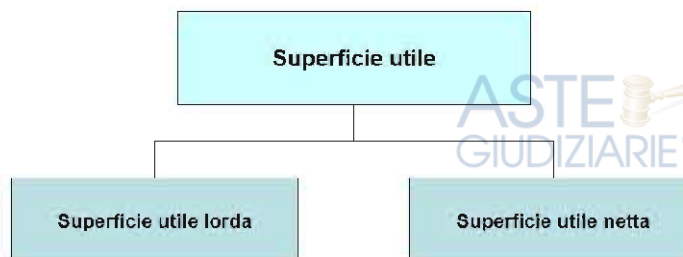 Superficie utile
ASTE
GIUDIZIARIE
Superficie utile lorda
Superficie utile netta